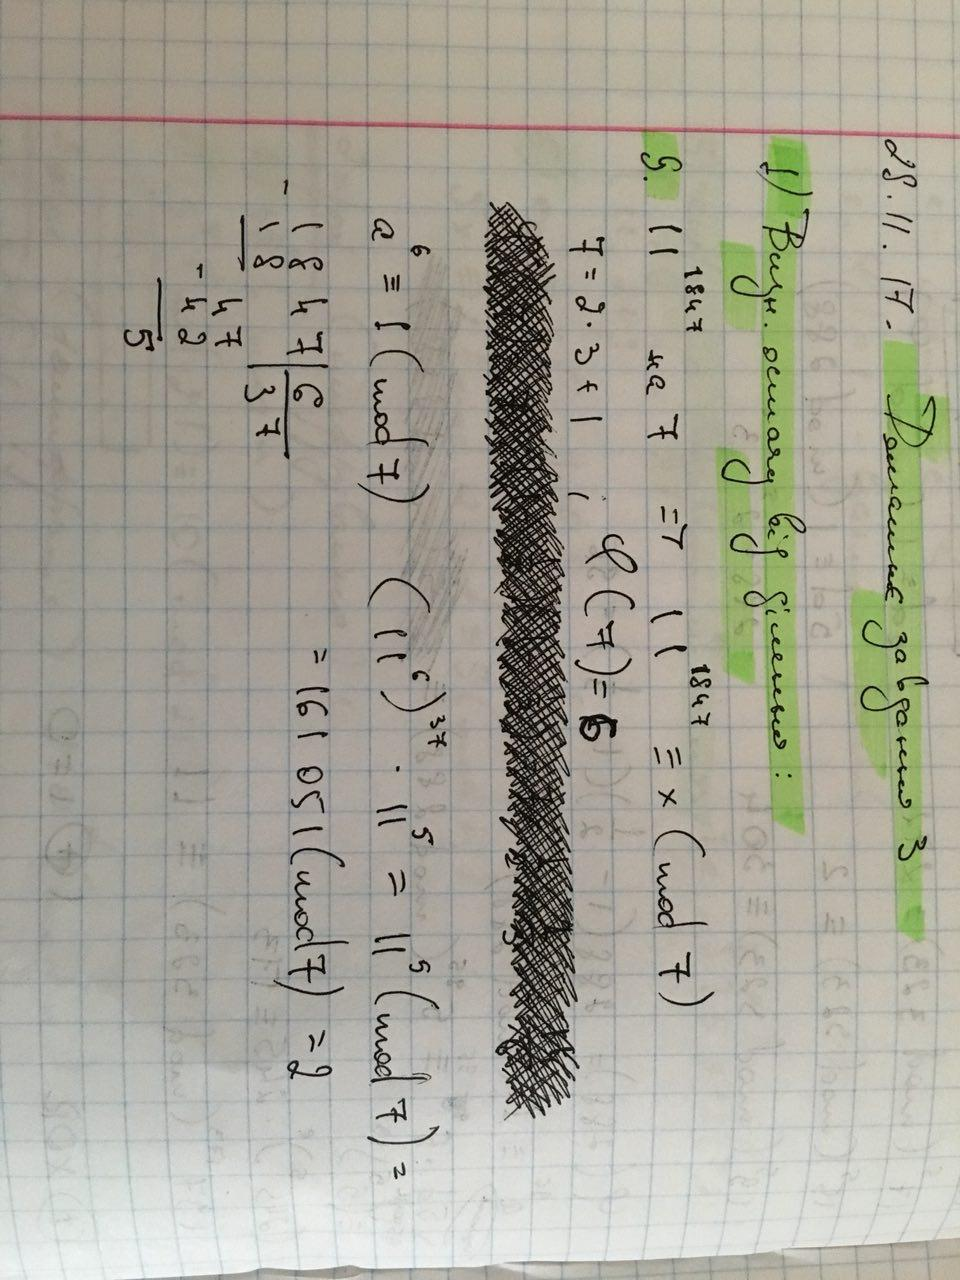 28.11.17. Домашнє завдання 3
1) Визн. остачу від ділення:
g. 11^1847 на 7 => 11^1847 ≡ x (mod 7)
7 = 2·3+1, φ(7)=6
a^6 ≡ 1 (mod 7) (11^6)^37 · 11^5 = 11^5 (mod 7) =
- 1847 | 6
18 37
= 161 051 (mod 7) = 2
47
- 42
5